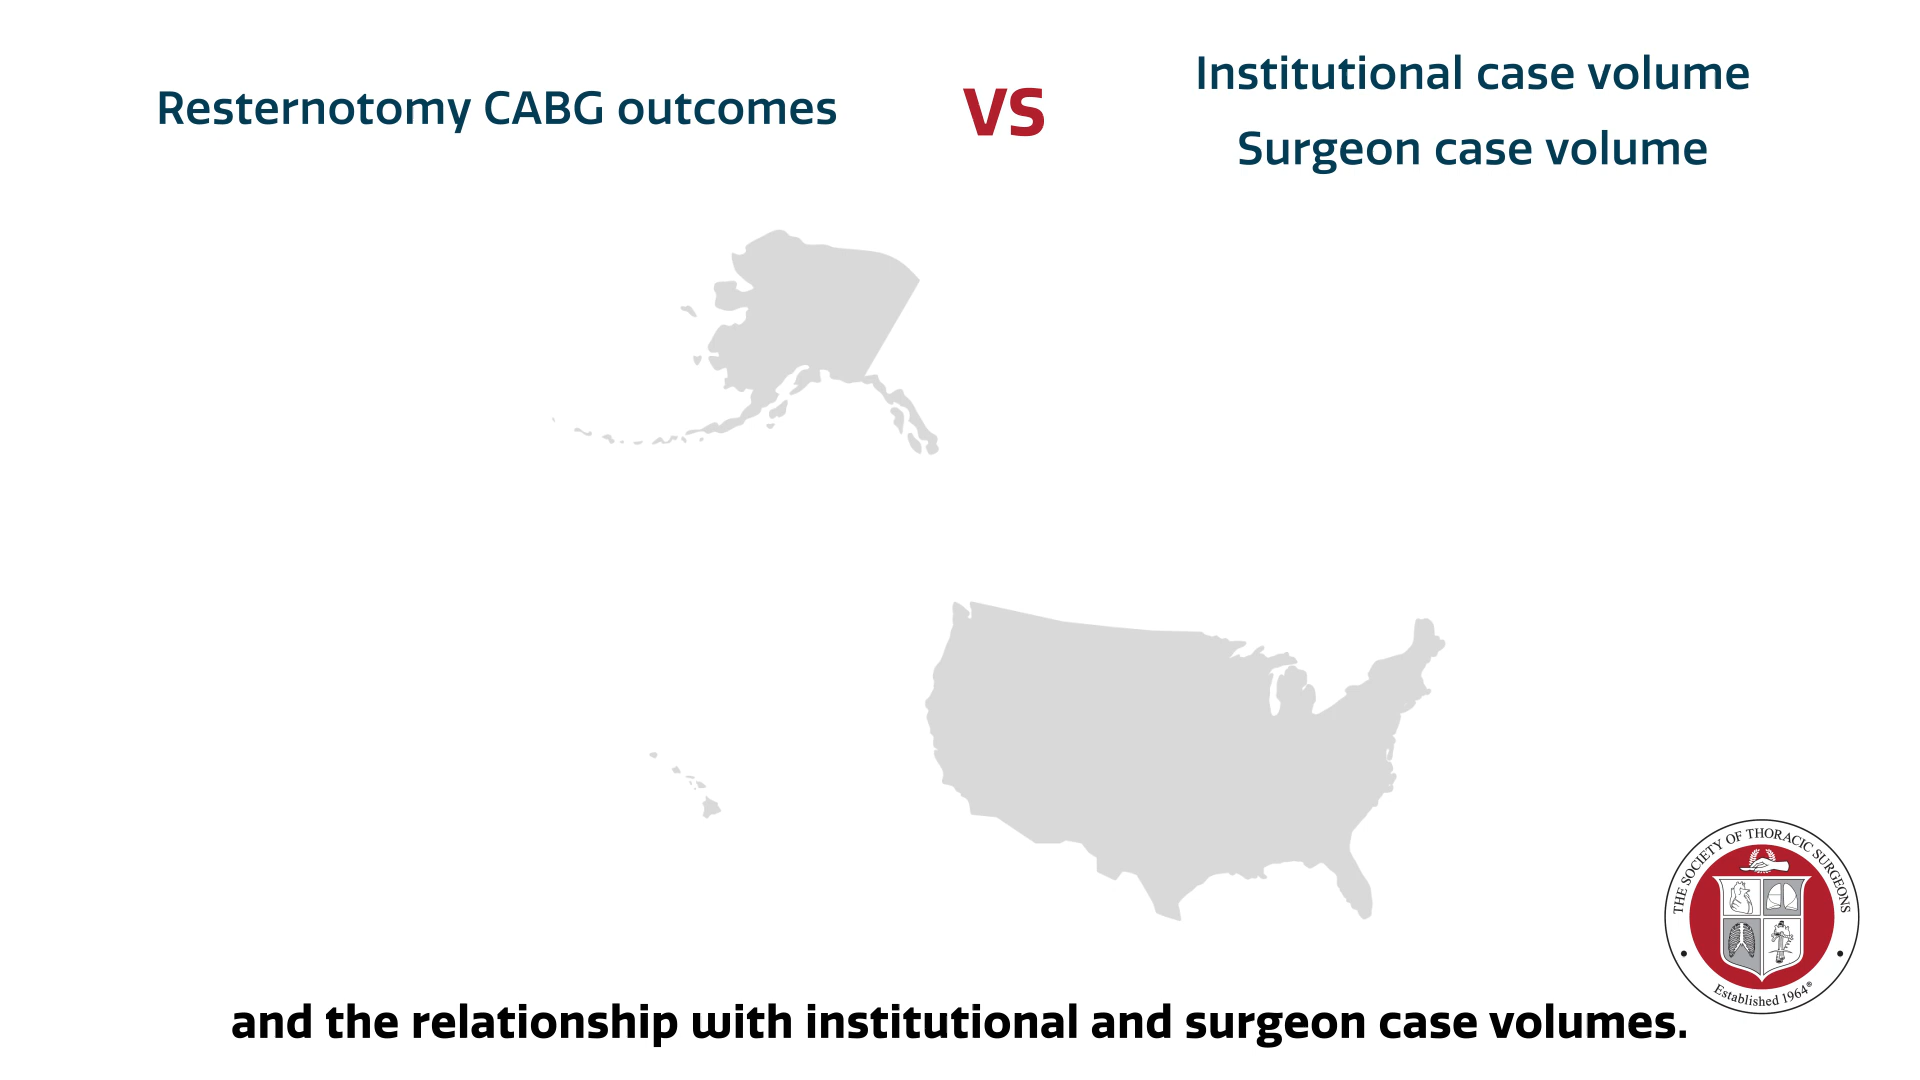 Resternotomy CABG outcomes
VS
Institutional case volume
Surgeon case volume
THE SOCIETY OF THORACIC SURGEONS
Established 1964®
and the relationship with institutional and surgeon case volumes.